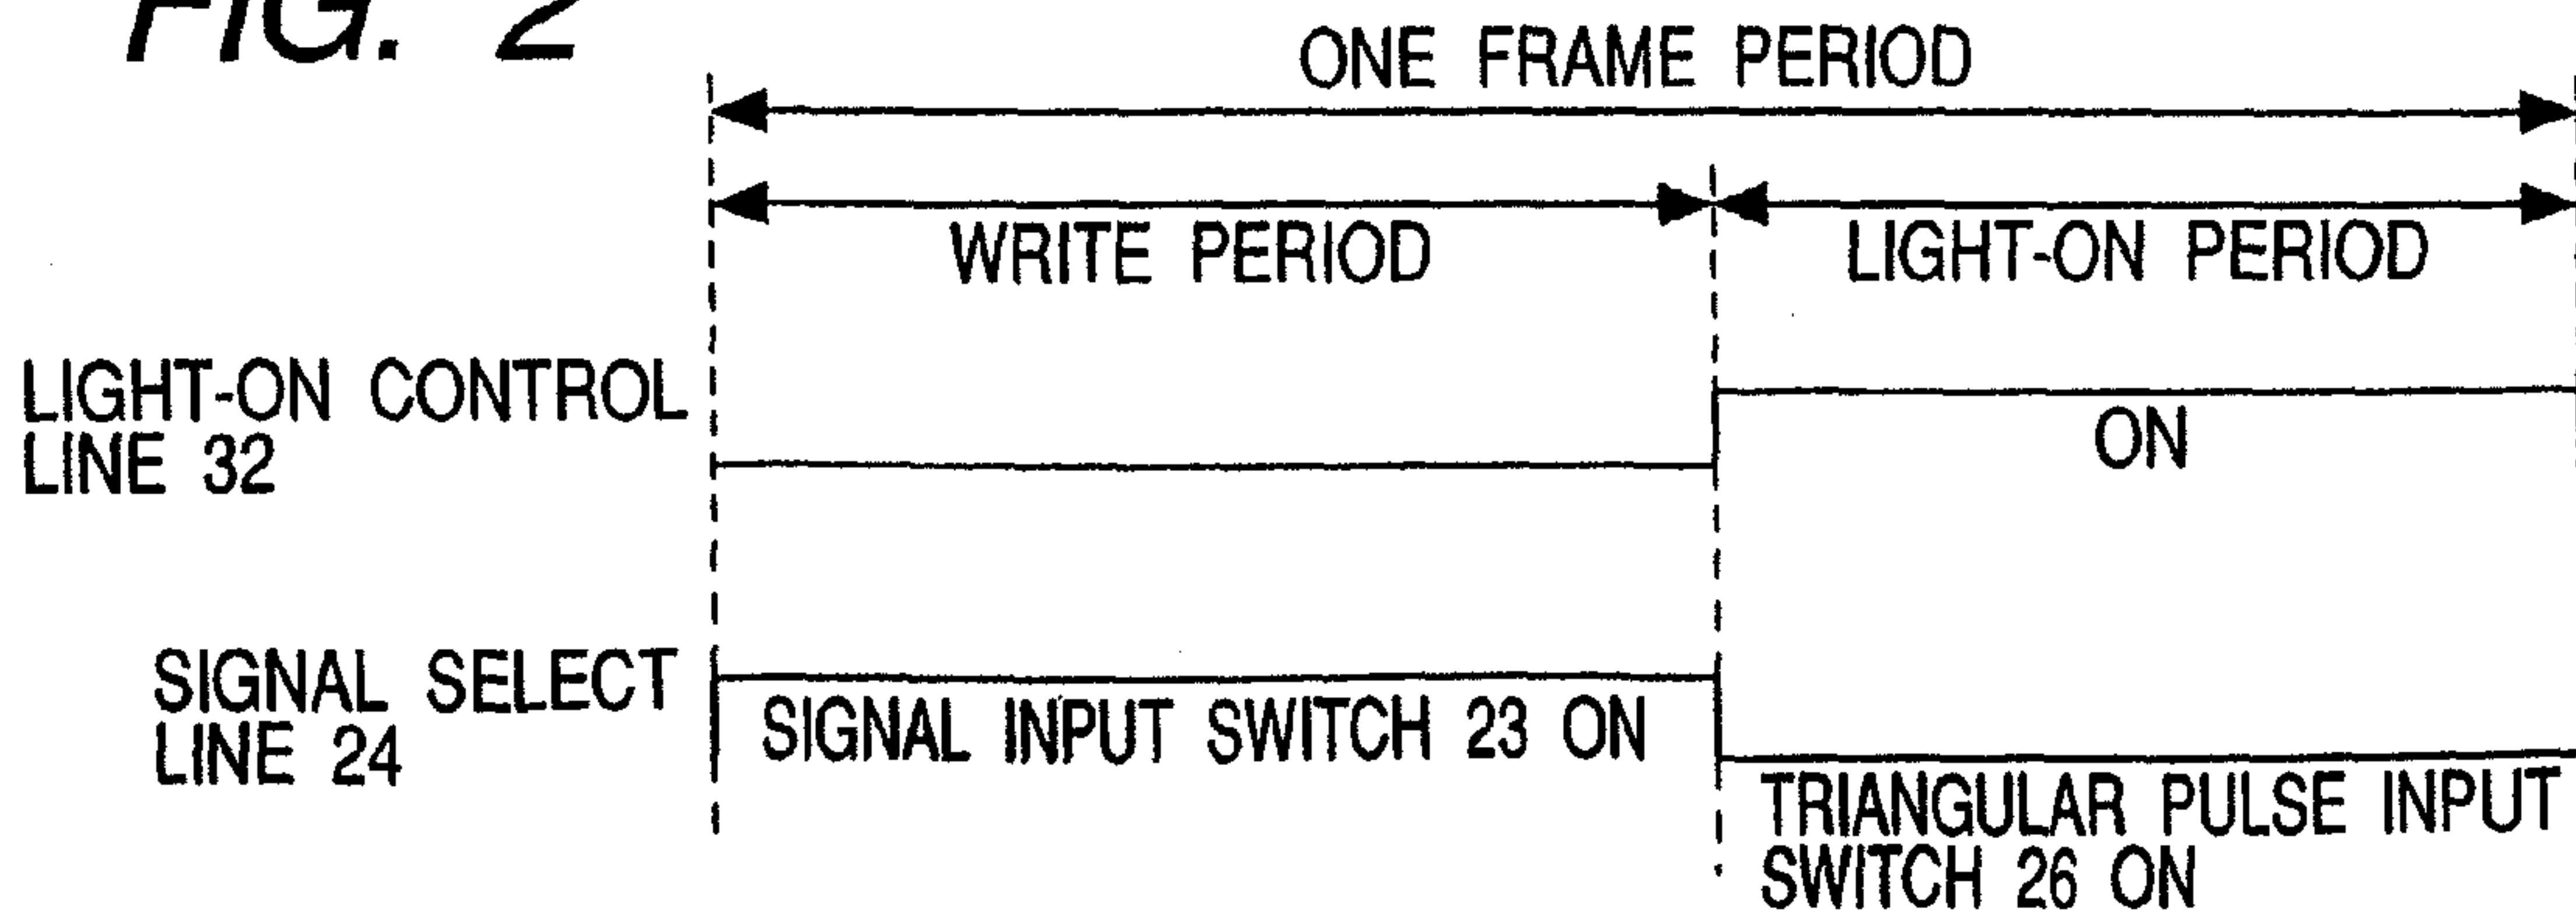 FIG. 2
ONE FRAME PERIOD
WRITE PERIOD
LIGHT-ON PERIOD
LIGHT-ON CONTROL
LINE 32
ON
SIGNAL SELECT
LINE 24
SIGNAL INPUT SWITCH 23 ON
TRIANGULAR PULSE INPUT
SWITCH 26 ON